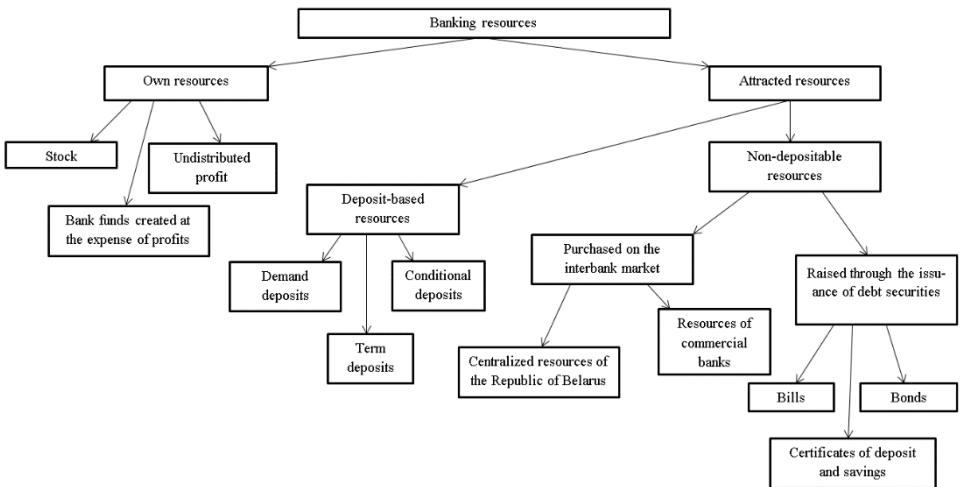 Banking resources
Own resources
Attracted resources
Stock
Undistributed
profit
Non-depositable
resources
Bank funds created at
the expense of profits
Deposit-based
resources
Purchased on the
interbank market
Raised through the issu-
ance of debt securities
Demand
deposits
Conditional
deposits
Term
deposits
Centralized resources of
the Republic of Belarus
Resources of
commercial
banks
Bills
Bonds
Certificates of deposit
and savings